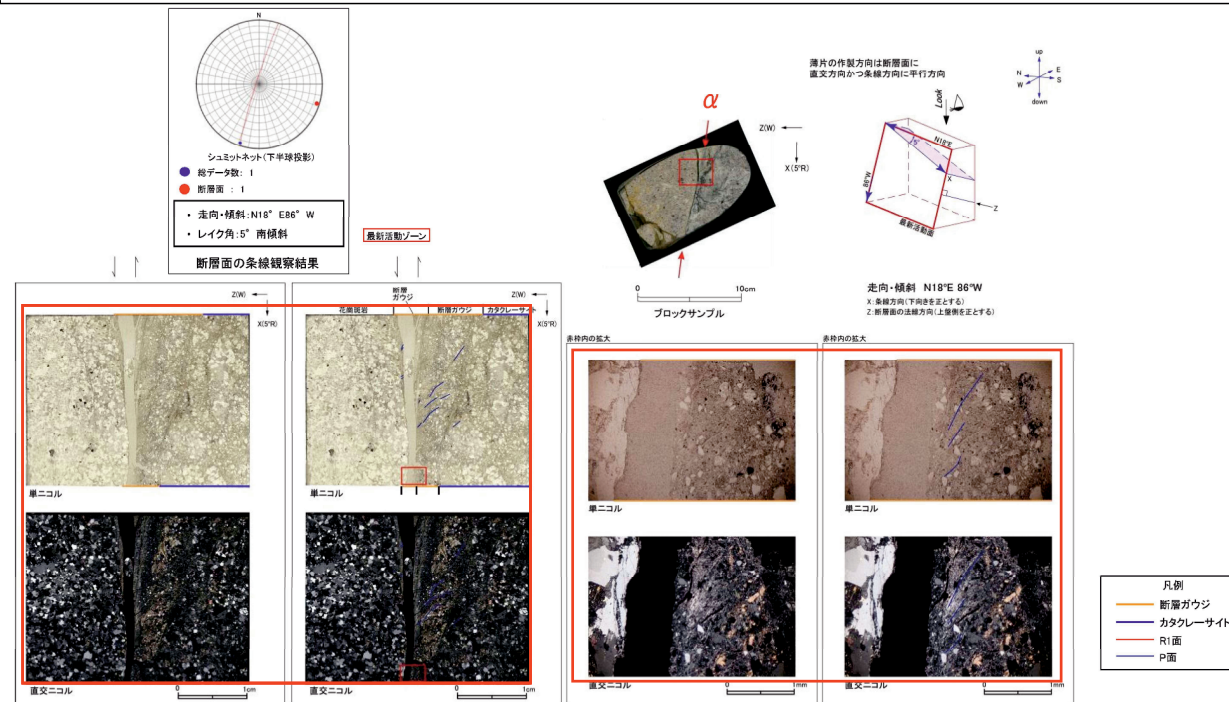 N
シュミットネット(下半球投影)
総データ数: 1
断層面 : 1
・ 走向・傾斜:N18° E86° W
・ レイク角:5° 南傾斜
断層面の条線観察結果
最新活動ゾーン
α
Z(W)
X(5°R)
0 10cm
ブロックサンプル
薄片の作製方向は断層面に
直交方向かつ条線方向に平行方向
up
N E
W S
down
Look
N18°E
5°
X
86°W
Z
最新活動面
走向・傾斜 N18°E 86°W
X:条線方向(下向きを正とする)
Z:断層面の法線方向(上盤側を正とする)
Z(W)
X(5°R)
単ニコル
直交ニコル
0 1cm
断層
ガウジ
Z(W)
花崗斑岩 断層ガウジ カタクレーサイト
X(5°R)
単ニコル
直交ニコル
0 1cm
赤枠内の拡大
単ニコル
直交ニコル
0 1mm
赤枠内の拡大
単ニコル
直交ニコル
0 1mm
凡例
断層ガウジ
カタクレーサイト
R1面
P面